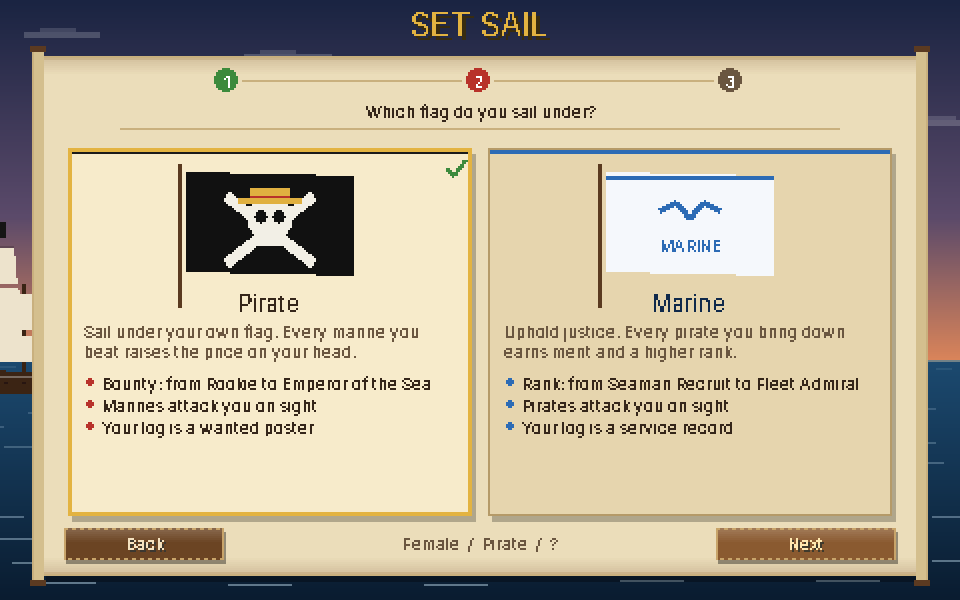 SET SAIL
1 2 3
Which flag do you sail under?
MARINE
Pirate
Sail under your own flag. Every marine you
beat raises the price on your head.
• Bounty: from Rookie to Emperor of the Sea
• Marines attack you on sight
• Your log is a wanted poster
Marine
Uphold justice. Every pirate you bring down
earns merit and a higher rank.
• Rank: from Seaman Recruit to Fleet Admiral
• Pirates attack you on sight
• Your log is a service record
Back
Female / Pirate / ?
Next